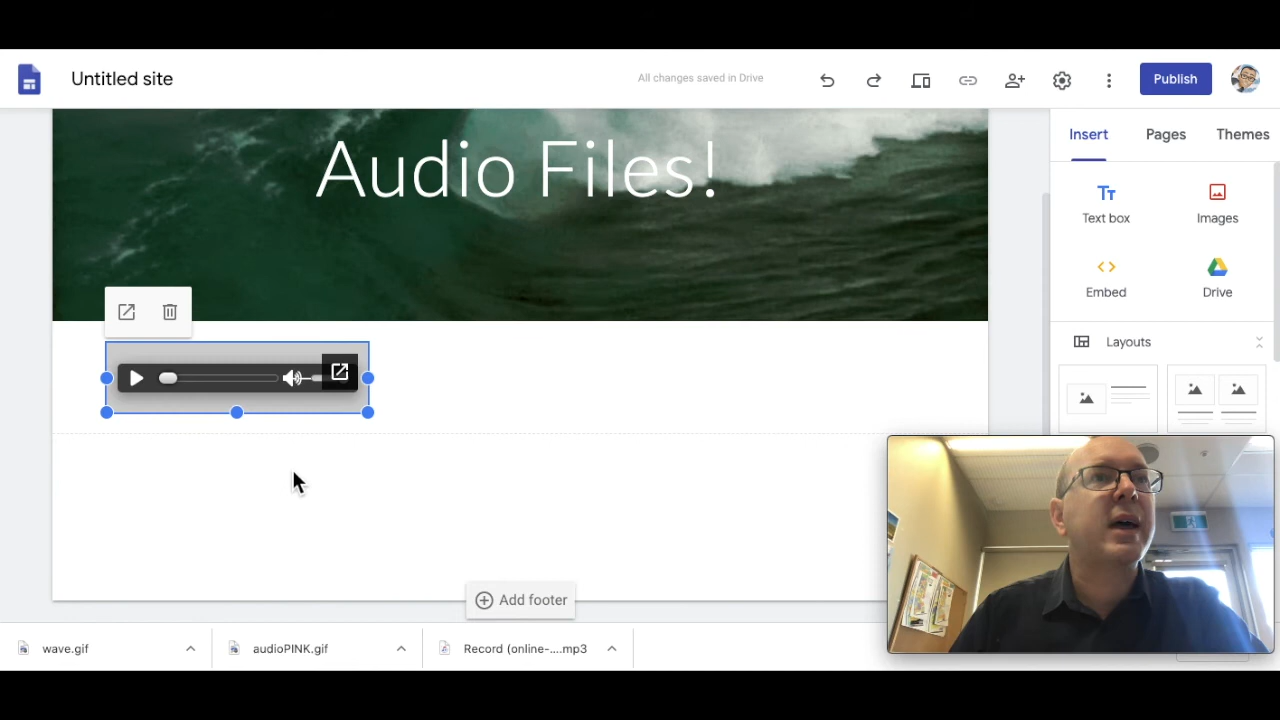 Untitled site
All changes saved in Drive
Publish
Audio Files!
Insert
Pages
Themes
Text box
Images
Embed
Drive
Layouts
Add footer
wave.gif
audioPINK.gif
Record (online-....mp3